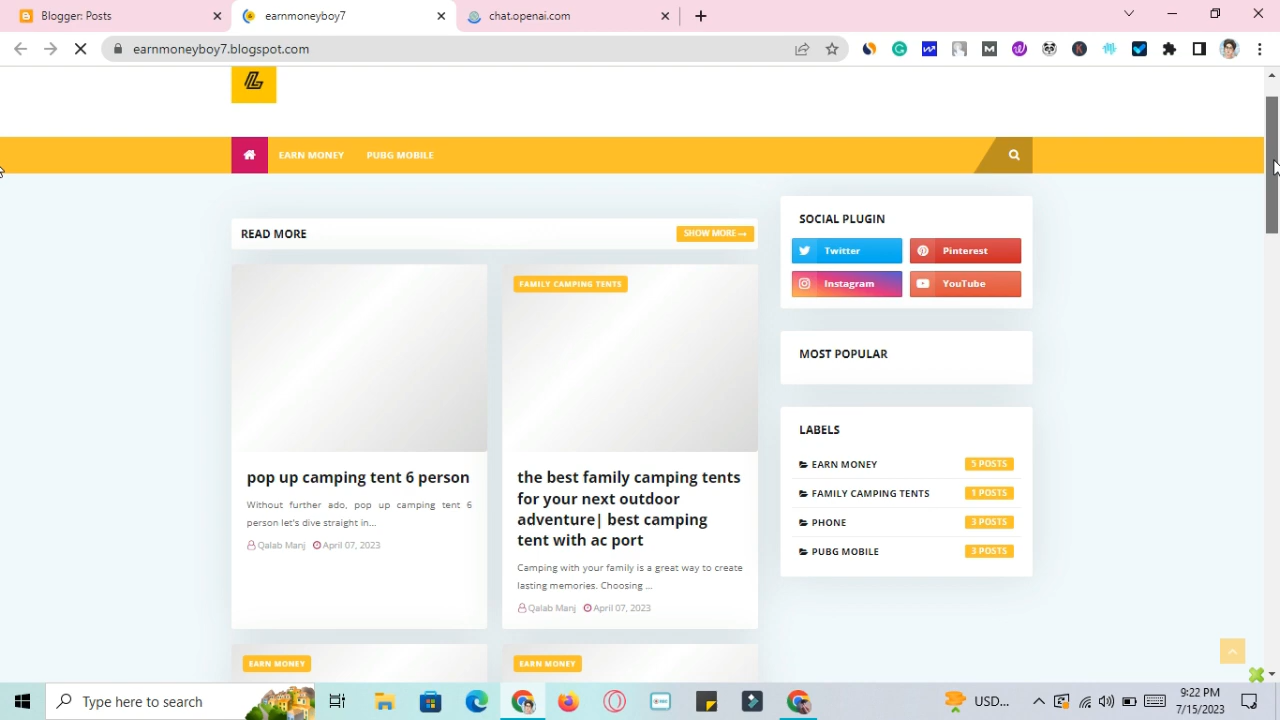 Blogger: Posts
earnmoneyboy7
chat.openai.com
earnmoneyboy7.blogspot.com
EARN MONEY
PUBG MOBILE
READ MORE
SHOW MORE →
FAMILY CAMPING TENTS
pop up camping tent 6 person
Without further ado, pop up camping tent 6
person let's dive straight in...
Qalab Manj April 07, 2023
the best family camping tents
for your next outdoor
adventure| best camping
tent with ac port
Camping with your family is a great way to create
lasting memories. Choosing ...
Qalab Manj April 07, 2023
EARN MONEY
EARN MONEY
SOCIAL PLUGIN
Twitter
Pinterest
Instagram
YouTube
MOST POPULAR
LABELS
EARN MONEY 5 POSTS
FAMILY CAMPING TENTS 1 POSTS
PHONE 3 POSTS
PUBG MOBILE 3 POSTS
Type here to search
USD...
9:22 PM
7/15/2023